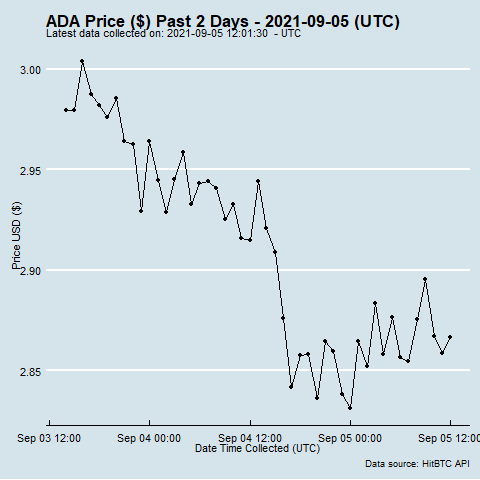 ADA Price ($) Past 2 Days - 2021-09-05 (UTC)
Latest data collected on: 2021-09-05 12:01:30  - UTC
3.00
2.95
2.90
2.85
Price USD ($)
Sep 03 12:00
Sep 04 00:00
Sep 04 12:00
Sep 05 00:00
Sep 05 12:00
Date Time Collected (UTC)
Data source: HitBTC API